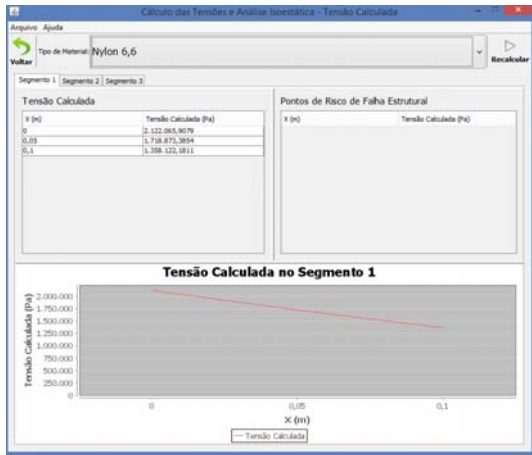 Cálculo das Tensões e Análise Isoestática - Tensão Calculada
Arquivo Ajuda
Voltar
Tipo de Material: Nylon 6,6
Recalcular
Segmento 1 Segmento 2 Segmento 3
Tensão Calculada
X (m) Tensão Calculada (Pa)
0 2.122.065,9079
0,05 1.718.873,3854
0,1 1.358.122,1811
Pontos de Risco de Falha Estrutural
X (m) Tensão Calculada (Pa)
Tensão Calculada no Segmento 1
Tensão Calculada (Pa)
2.000.000
1.750.000
1.500.000
1.250.000
1.000.000
750.000
500.000
250.000
0
0 0,05 0,1
X (m)
Tensão Calculada